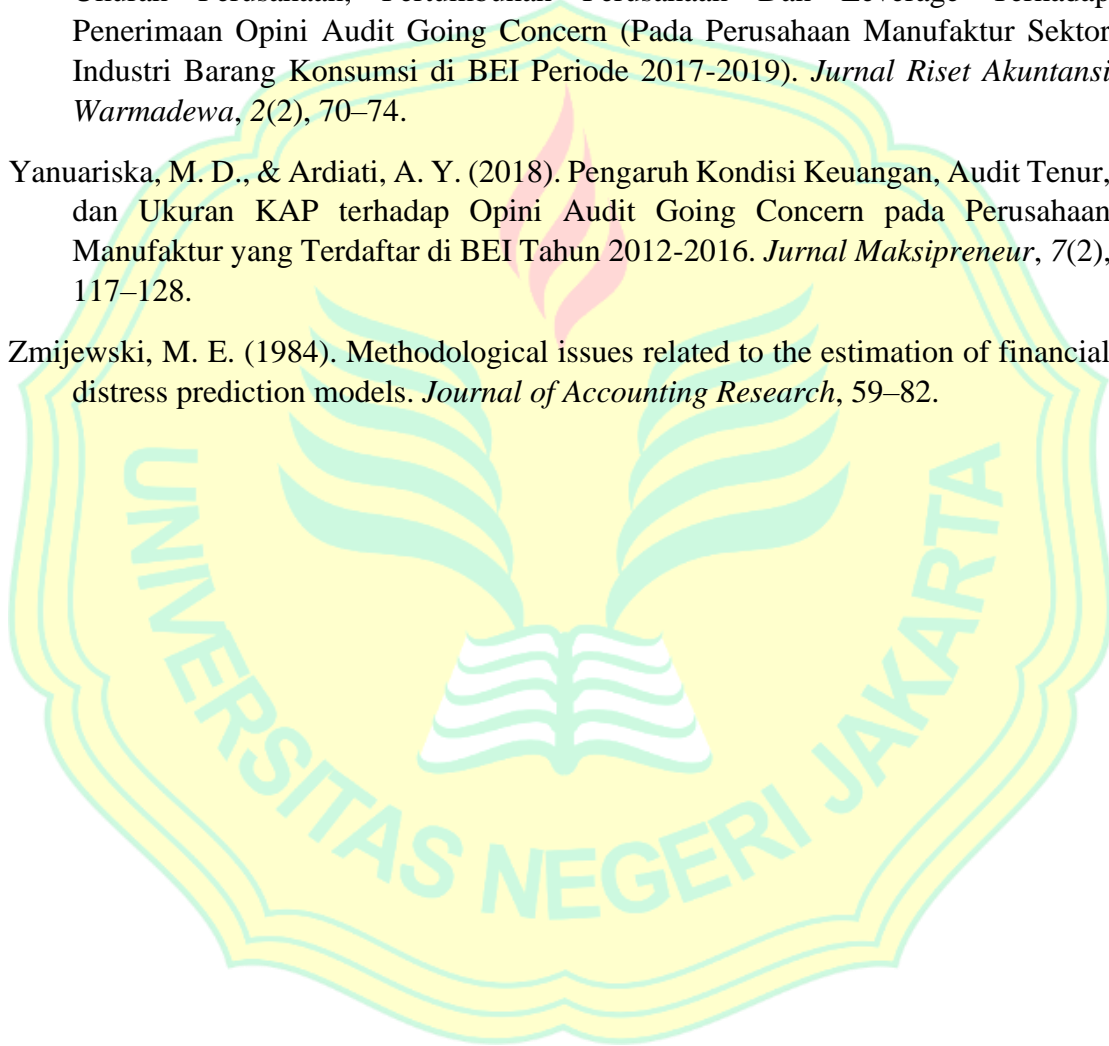 Ukuran Perusahaan, Pertumbuhan Perusahaan Dan Leverage Terhadap
Penerimaan Opini Audit Going Concern (Pada Perusahaan Manufaktur Sektor
Industri Barang Konsumsi di BEI Periode 2017-2019). Jurnal Riset Akuntansi
Warmadewa, 2(2), 70–74.
Yanuariska, M. D., & Ardiati, A. Y. (2018). Pengaruh Kondisi Keuangan, Audit Tenur,
dan Ukuran KAP terhadap Opini Audit Going Concern pada Perusahaan
Manufaktur yang Terdaftar di BEI Tahun 2012-2016. Jurnal Maksipreneur, 7(2),
117–128.
Zmijewski, M. E. (1984). Methodological issues related to the estimation of financial
distress prediction models. Journal of Accounting Research, 59–82.
UNIVERSITAS NEGERI JAKARTA